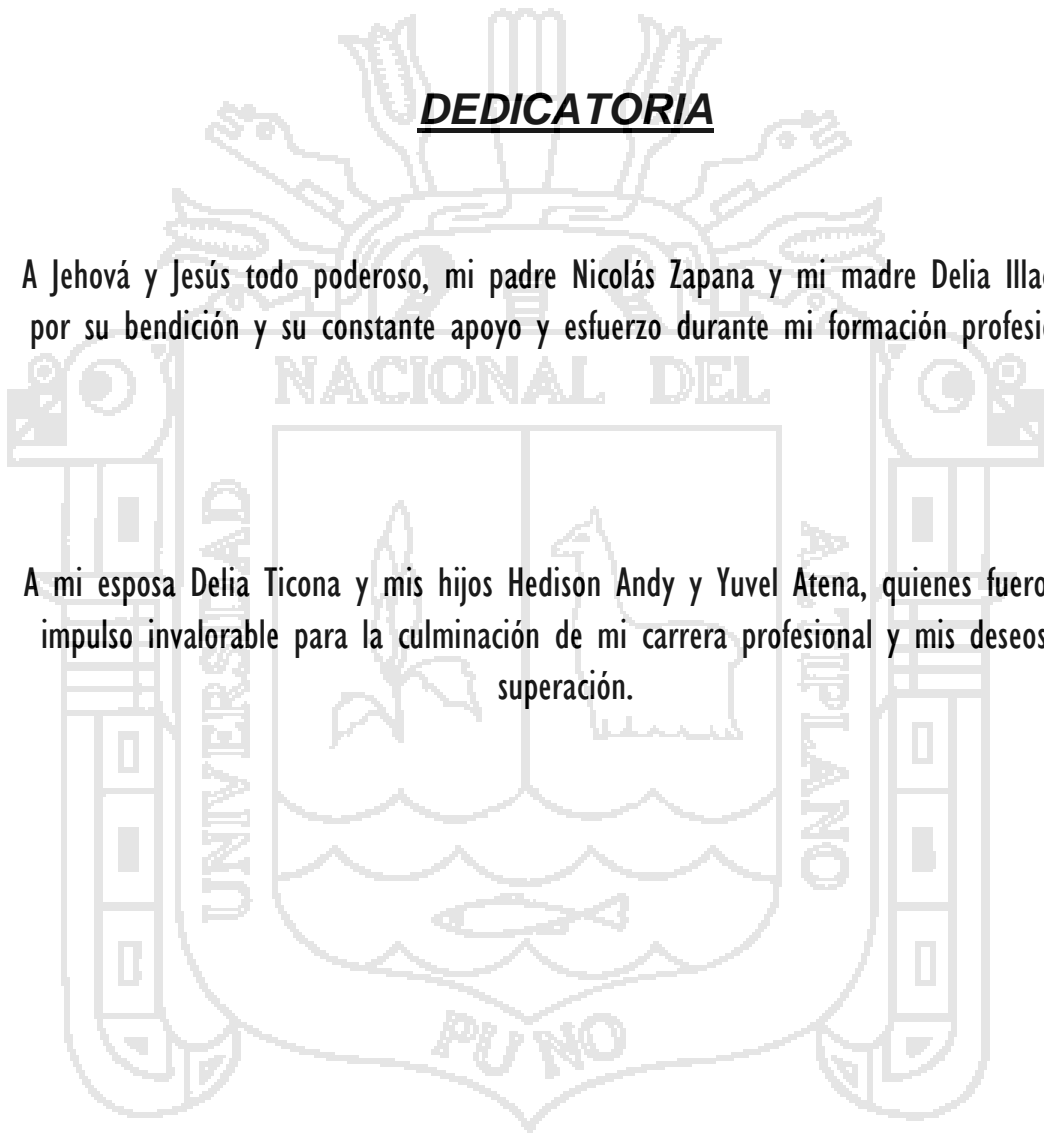 DEDICATORIA
A Jehová y Jesús todo poderoso, mi padre Nicolás Zapana y mi madre Delia
por su bendición y su constante apoyo y esfuerzo durante mi formación
A mi esposa Delia Ticona y mis hijos Hedison Andy y Yuvel Atena, quienes
impulso invalorable para la culminación de mi carrera profesional y mis deseos
superación.
UNIVERSIDAD
NACIONAL DEL
ALTIPLANO
PUNO